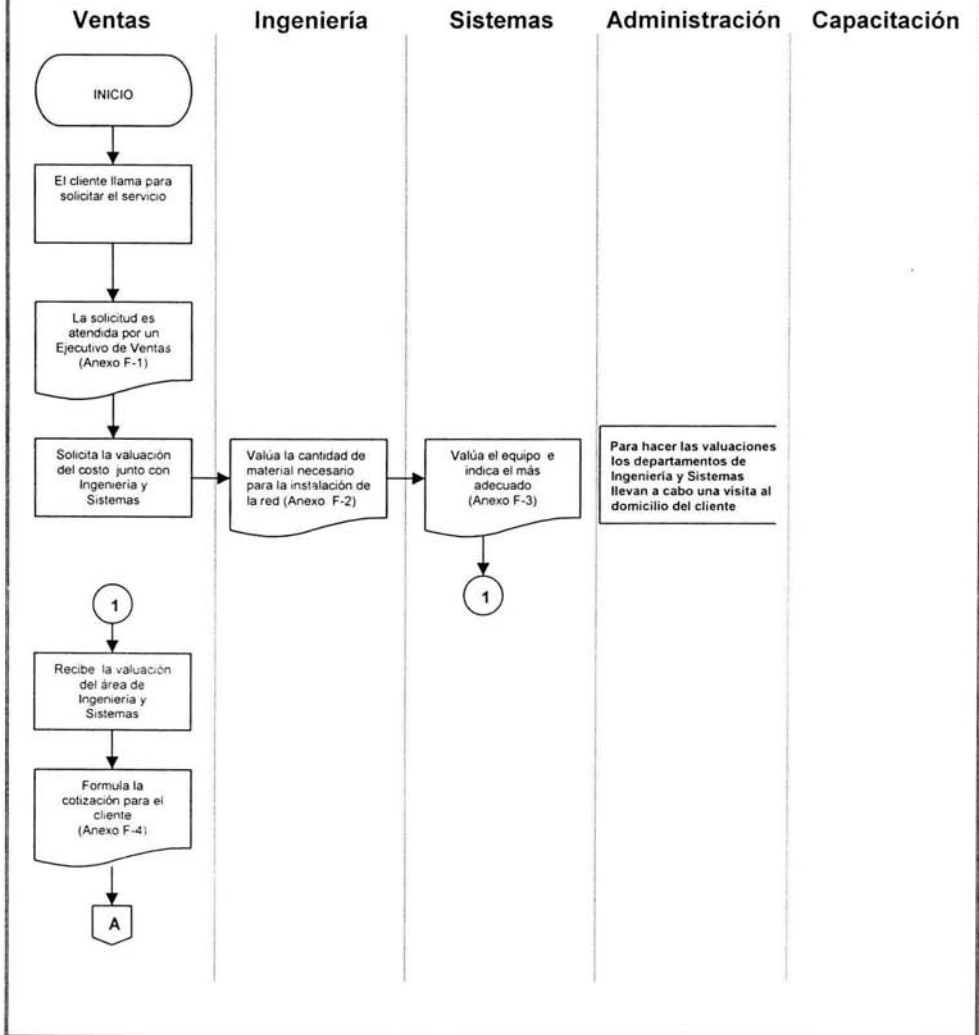 Ventas Ingeniería Sistemas Administración Capacitación
INICIO
El cliente llama para
solicitar el servicio
La solicitud es
atendida por un
Ejecutivo de Ventas
(Anexo F-1)
Solicita la valuación
del costo junto con
Ingeniería y
Sistemas
Valúa la cantidad de
material necesario
para la instalación de
la red (Anexo F-2)
Valúa el equipo e
indica el más
adecuado
(Anexo F-3)
Para hacer las valuaciones
los departamentos de
Ingeniería y Sistemas
llevan a cabo una visita al
domicilio del cliente
1
1
Recibe la valuación
del área de
Ingeniería y
Sistemas
Formula la
cotización para el
cliente
(Anexo F-4)
A